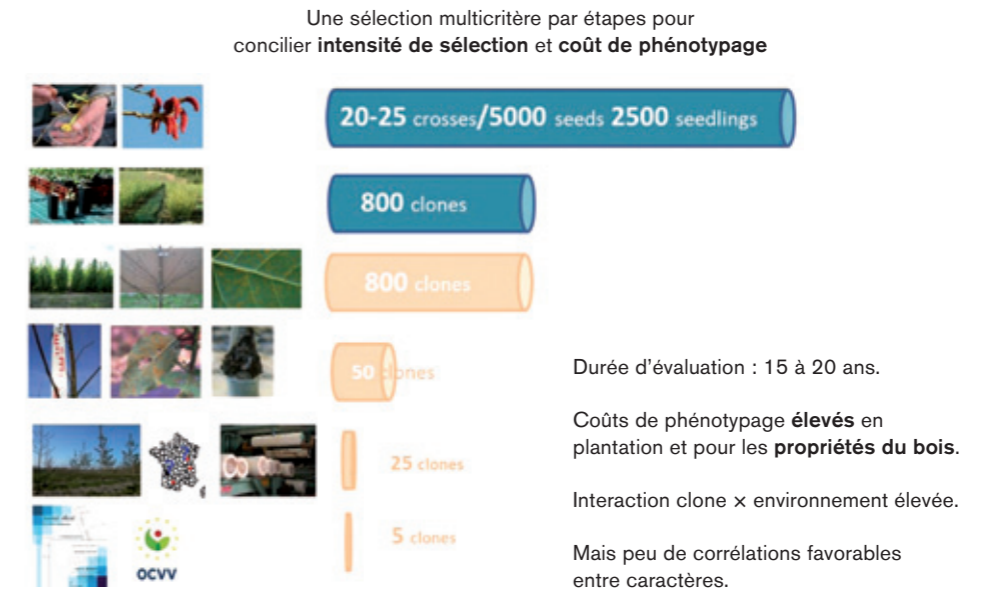 Une sélection multicritère par étapes pour
concilier intensité de sélection et coût de phénotypage
20-25 crosses/5000 seeds 2500 seedlings
800 clones
800 clones
50 clones
25 clones
5 clones
OCVV
Durée d'évaluation : 15 à 20 ans.
Coûts de phénotypage élevés en
plantation et pour les propriétés du bois.
Interaction clone × environnement élevée.
Mais peu de corrélations favorables
entre caractères.